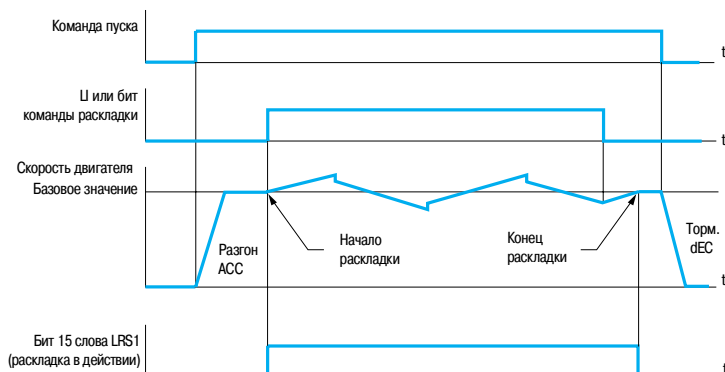 Команда пуска
t
LI или бит
команды раскладки
t
Скорость двигателя
Базовое значение
Разгон
ACC
Начало
раскладки
Конец
раскладки
Торм.
dEC
t
Бит 15 слова LRS1
(раскладка в действии)
t